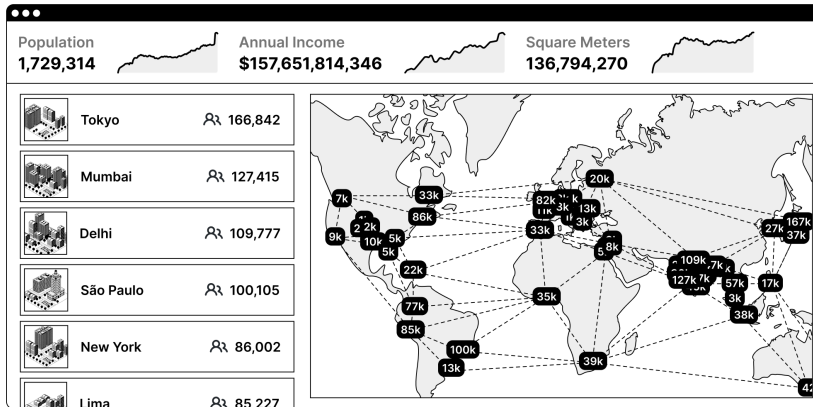 Population
1,729,314
Annual Income
$157,651,814,346
Square Meters
136,794,270
Tokyo
166,842
Mumbai
127,415
Delhi
109,777
São Paulo
100,105
New York
86,002
Lima
85,227
7k
33k
86k
9k
2k
10k
5k
5k
22k
77k
85k
100k
13k
20k
82k
13k
3k
33k
8k
35k
39k
109k
127k
57k
3k
38k
17k
27k
167k
37k